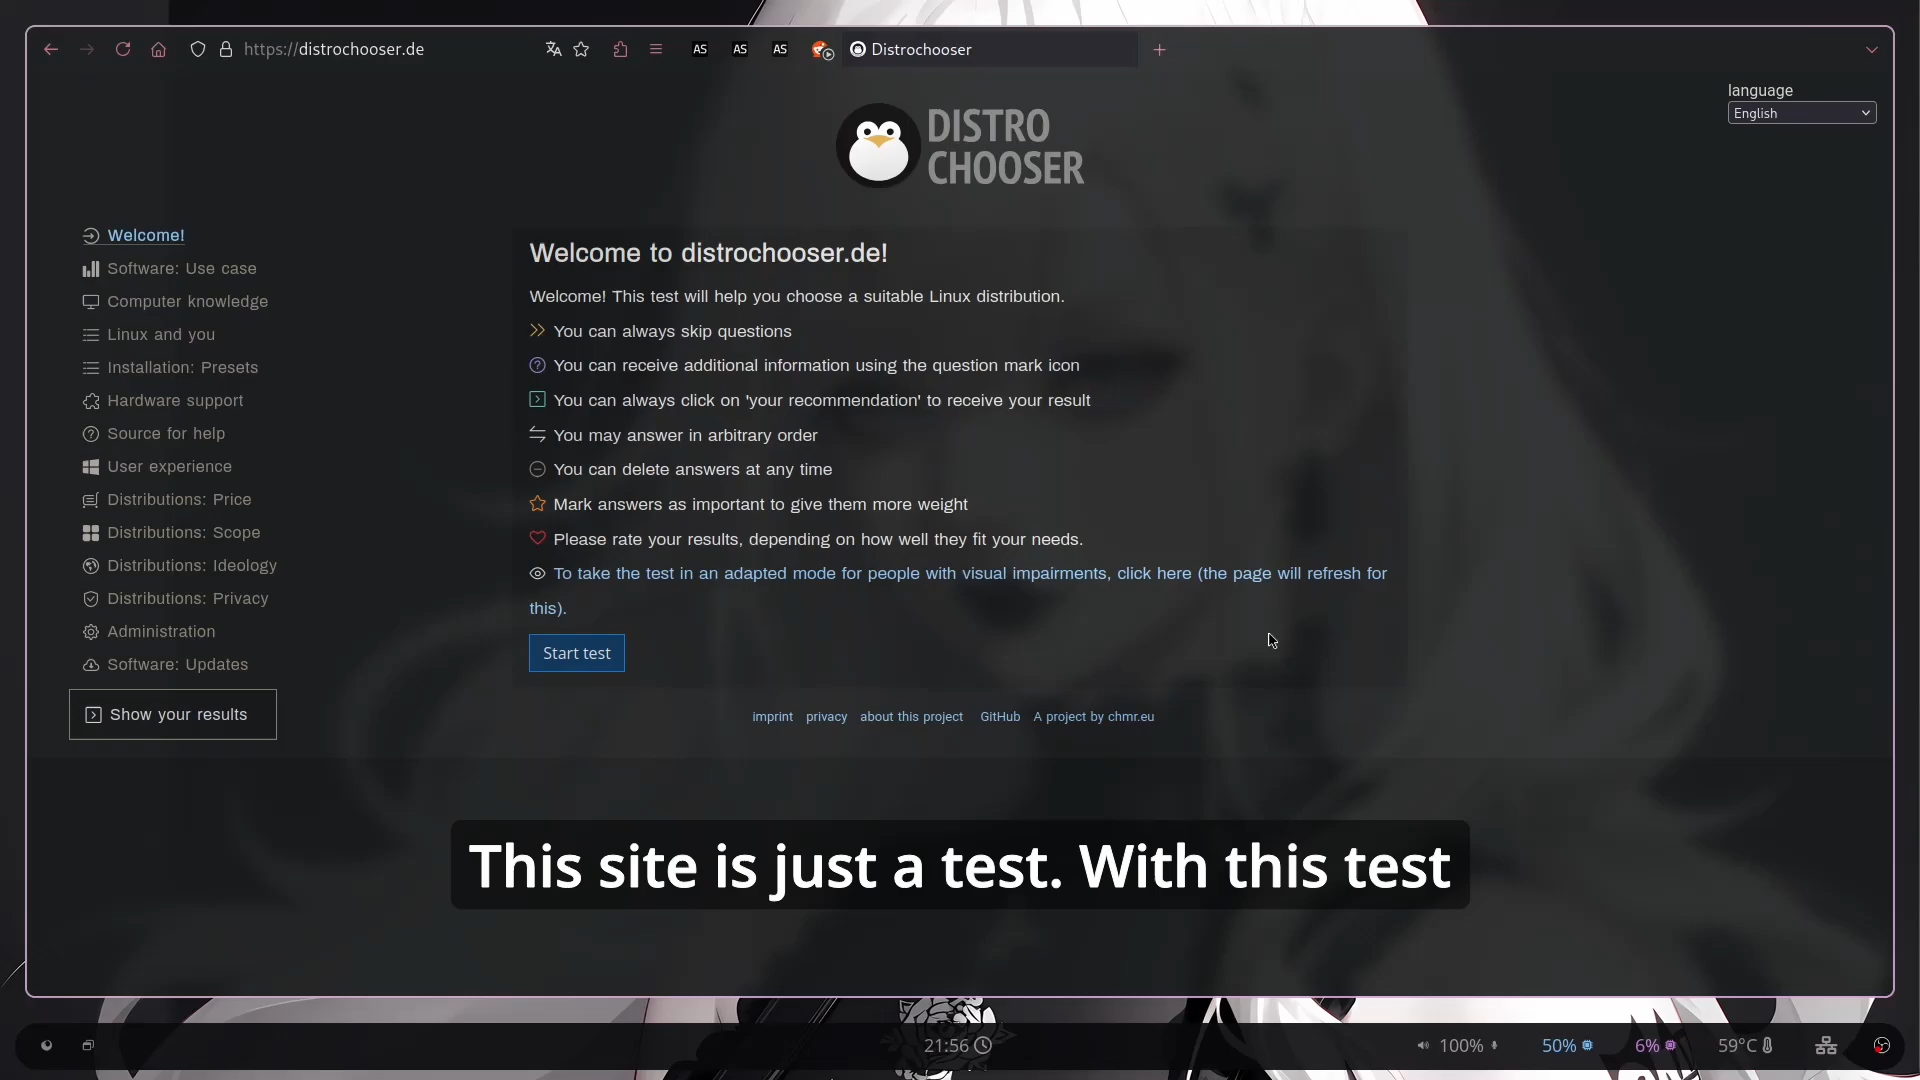 https://distrochooser.de
AS
AS
AS
Distrochooser
language
English
DISTRO
CHOOSER
Welcome!
Software: Use case
Computer knowledge
Linux and you
Installation: Presets
Hardware support
Source for help
User experience
Distributions: Price
Distributions: Scope
Distributions: Ideology
Distributions: Privacy
Administration
Software: Updates
Show your results
Welcome to distrochooser.de!
Welcome! This test will help you choose a suitable Linux distribution.
You can always skip questions
You can receive additional information using the question mark icon
You can always click on 'your recommendation' to receive your result
You may answer in arbitrary order
You can delete answers at any time
Mark answers as important to give them more weight
Please rate your results, depending on how well they fit your needs.
To take the test in an adapted mode for people with visual impairments, click here (the page will refresh for
this).
Start test
imprint privacy about this project GitHub A project by chmr.eu
This site is just a test. With this test
21:56 100% 50% 6% 59°C